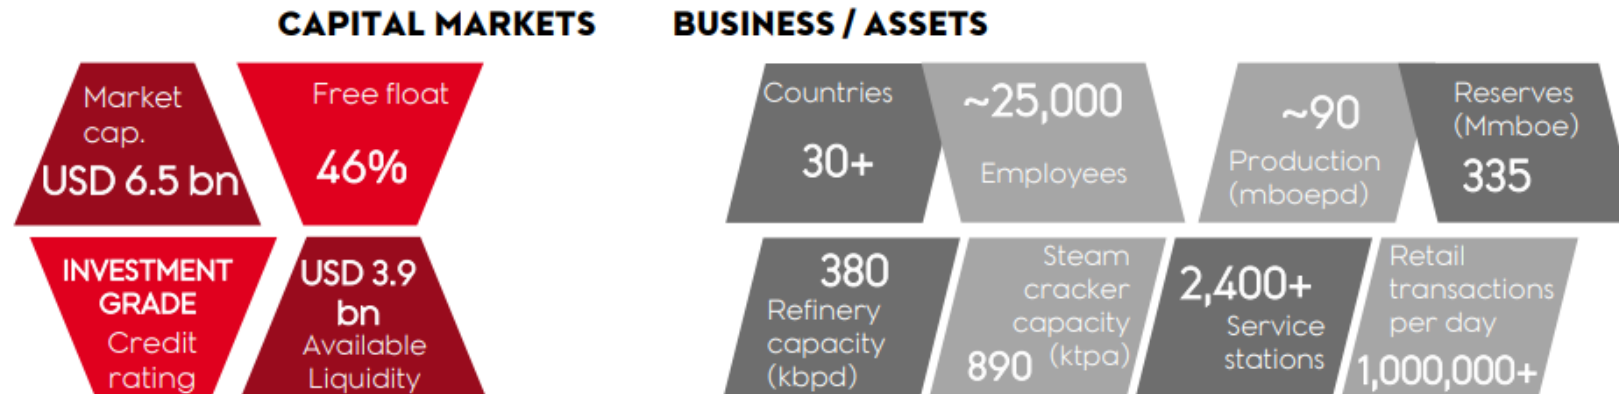 CAPITAL MARKETS
Market
cap.
USD 6.5 bn
Free float
46%
INVESTMENT
GRADE
Credit
rating
USD 3.9
bn
Available
Liquidity
BUSINESS / ASSETS
Countries
30+
~25,000
Employees
~90
Production
(mboepd)
Reserves
(Mmboe)
335
380
Refinery
capacity
(kbpd)
Steam
cracker
capacity
(ktpa)
890
2,400+
Service
stations
Retail
transactions
per day
1,000,000+